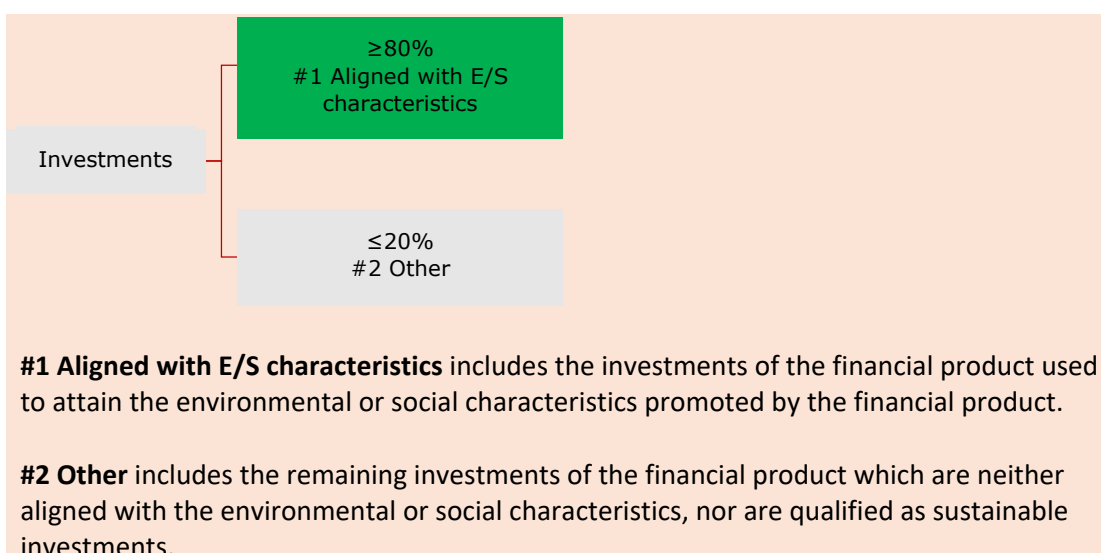 ≥80%
#1 Aligned with E/S
characteristics
Investments
≤20%
#2 Other
#1 Aligned with E/S characteristics includes the investments of the financial product used
to attain the environmental or social characteristics promoted by the financial product.
#2 Other includes the remaining investments of the financial product which are neither
aligned with the environmental or social characteristics, nor are qualified as sustainable
investments.